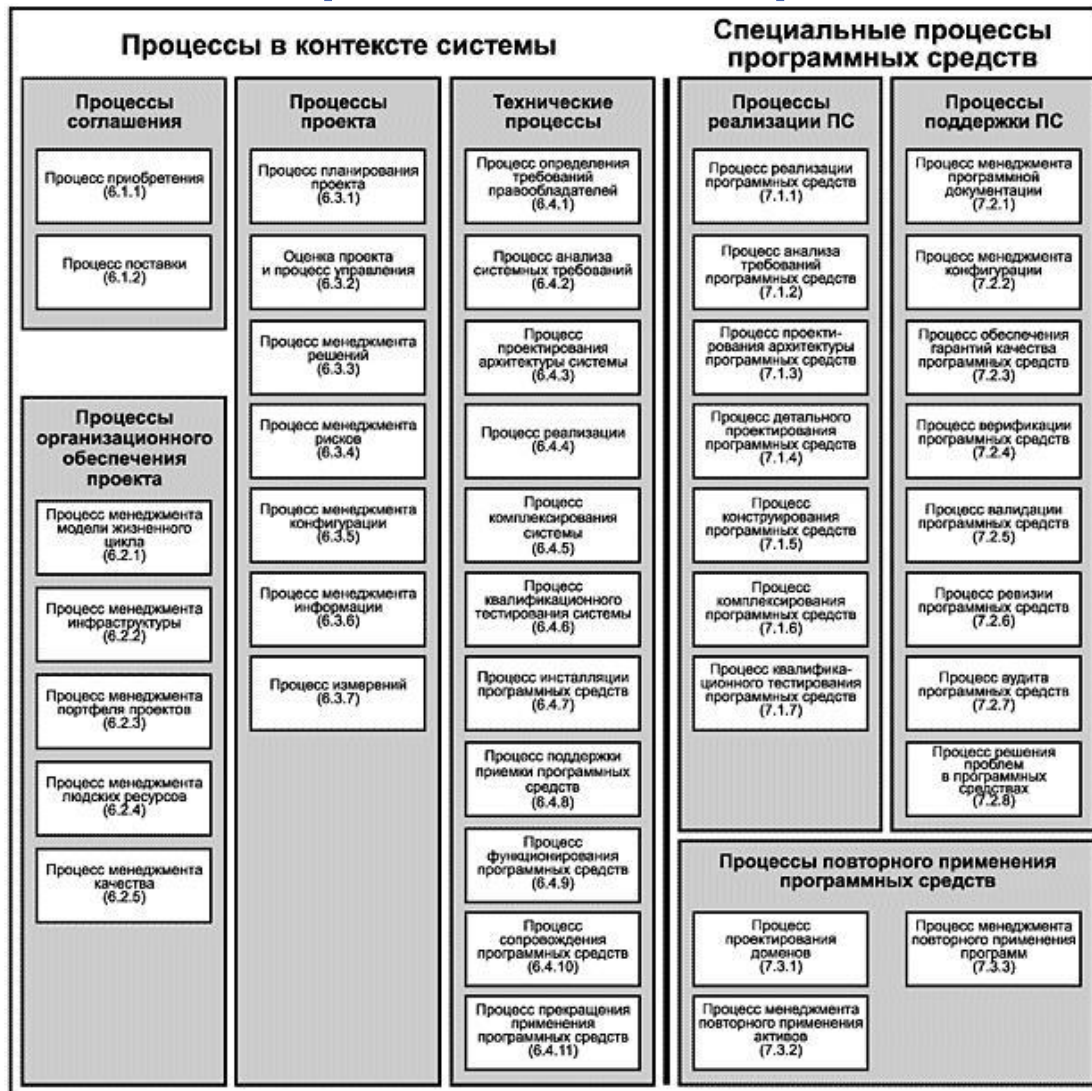 Процессы в контексте системы
Специальные процессы
программных средств
Процессы
соглашения
Процесс приобретения
(6.1.1)
Процесс поставки
(6.1.2)
Процессы
организационного
обеспечения
проекта
Процесс менеджмента
модели жизненного
цикла
(6.2.1)
Процесс менеджмента
инфраструктуры
(6.2.2)
Процесс менеджмента
портфеля проектов
(6.2.3)
Процесс менеджмента
людских ресурсов
(6.2.4)
Процесс менеджмента
качества
(6.2.5)
Процессы
проекта
Процесс планирования
проекта
(6.3.1)
Оценка проекта
и процесс управления
(6.3.2)
Процесс менеджмента
решений
(6.3.3)
Процесс менеджмента
рисков
(6.3.4)
Процесс менеджмента
конфигурации
(6.3.5)
Процесс менеджмента
информации
(6.3.6)
Процесс измерений
(6.3.7)
Технические
процессы
Процесс определения
требований
правообладателей
(6.4.1)
Процесс анализа
системных требований
(6.4.2)
Процесс
проектирования
архитектуры системы
(6.4.3)
Процесс реализации
(6.4.4)
Процесс
комплексирования
системы
(6.4.5)
Процесс
квалификационного
тестирования системы
(6.4.6)
Процесс инсталляции
программных средств
(6.4.7)
Процесс поддержки
приемки программных
средств
(6.4.8)
Процесс
функционирования
программных средств
(6.4.9)
Процесс
сопровождения
программных средств
(6.4.10)
Процесс прекращения
применения
программных средств
(6.4.11)
Процессы
реализации ПС
Процесс реализации
программных средств
(7.1.1)
Процесс анализа
требований
программных средств
(7.1.2)
Процесс проекти-
рования архитектуры
программных средств
(7.1.3)
Процесс детального
проектирования
программных средств
(7.1.4)
Процесс
конструирования
программных средств
(7.1.5)
Процесс
комплексирования
программных средств
(7.1.6)
Процесс квалифика-
ционного тестирования
программных средств
(7.1.7)
Процессы
поддержки ПС
Процесс менеджмента
программной
документации
(7.2.1)
Процесс менеджмента
конфигурации
(7.2.2)
Процесс обеспечения
гарантий качества
программных средств
(7.2.3)
Процесс верификации
программных средств
(7.2.4)
Процесс валидации
программных средств
(7.2.5)
Процесс ревизии
программных средств
(7.2.6)
Процесс аудита
программных средств
(7.2.7)
Процесс решения
проблем
в программных
средствах
(7.2.8)
Процессы повторного применения
программных средств
Процесс
проектирования
доменов
(7.3.1)
Процесс менеджмента
повторного применения
программ
(7.3.3)
Процесс менеджмента
повторного применения
активов
(7.3.2)